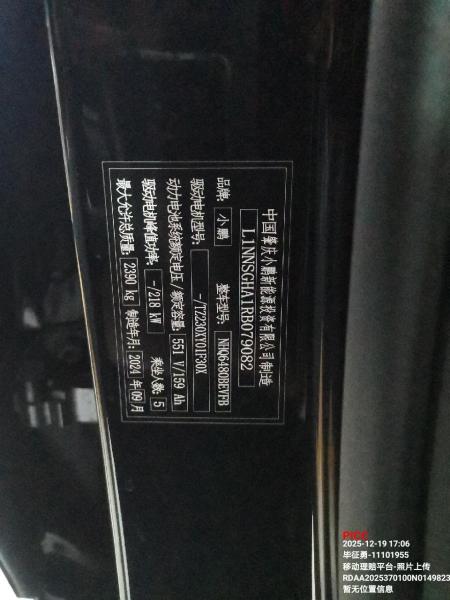 中国肇庆小鹏新能源投资有限公司制造
L1NNSGHA1RB079082
品牌: 小鹏 整车型号: NHQ6480BEVFB
驱动电机型号: -/TZ230XY01F30X
动力电池系统额定电压/额定容量: 551 V/159 Ah
驱动电机峰值功率: -/218 kW 乘坐人数: 5
最大允许总质量: 2390 kg 制造年月: 2024 年 09 月
PICC
2025-12-19 17:06
毕征勇-11101955
移动理赔平台-照片上传
RDAA2025370100N0149823
暂无位置信息